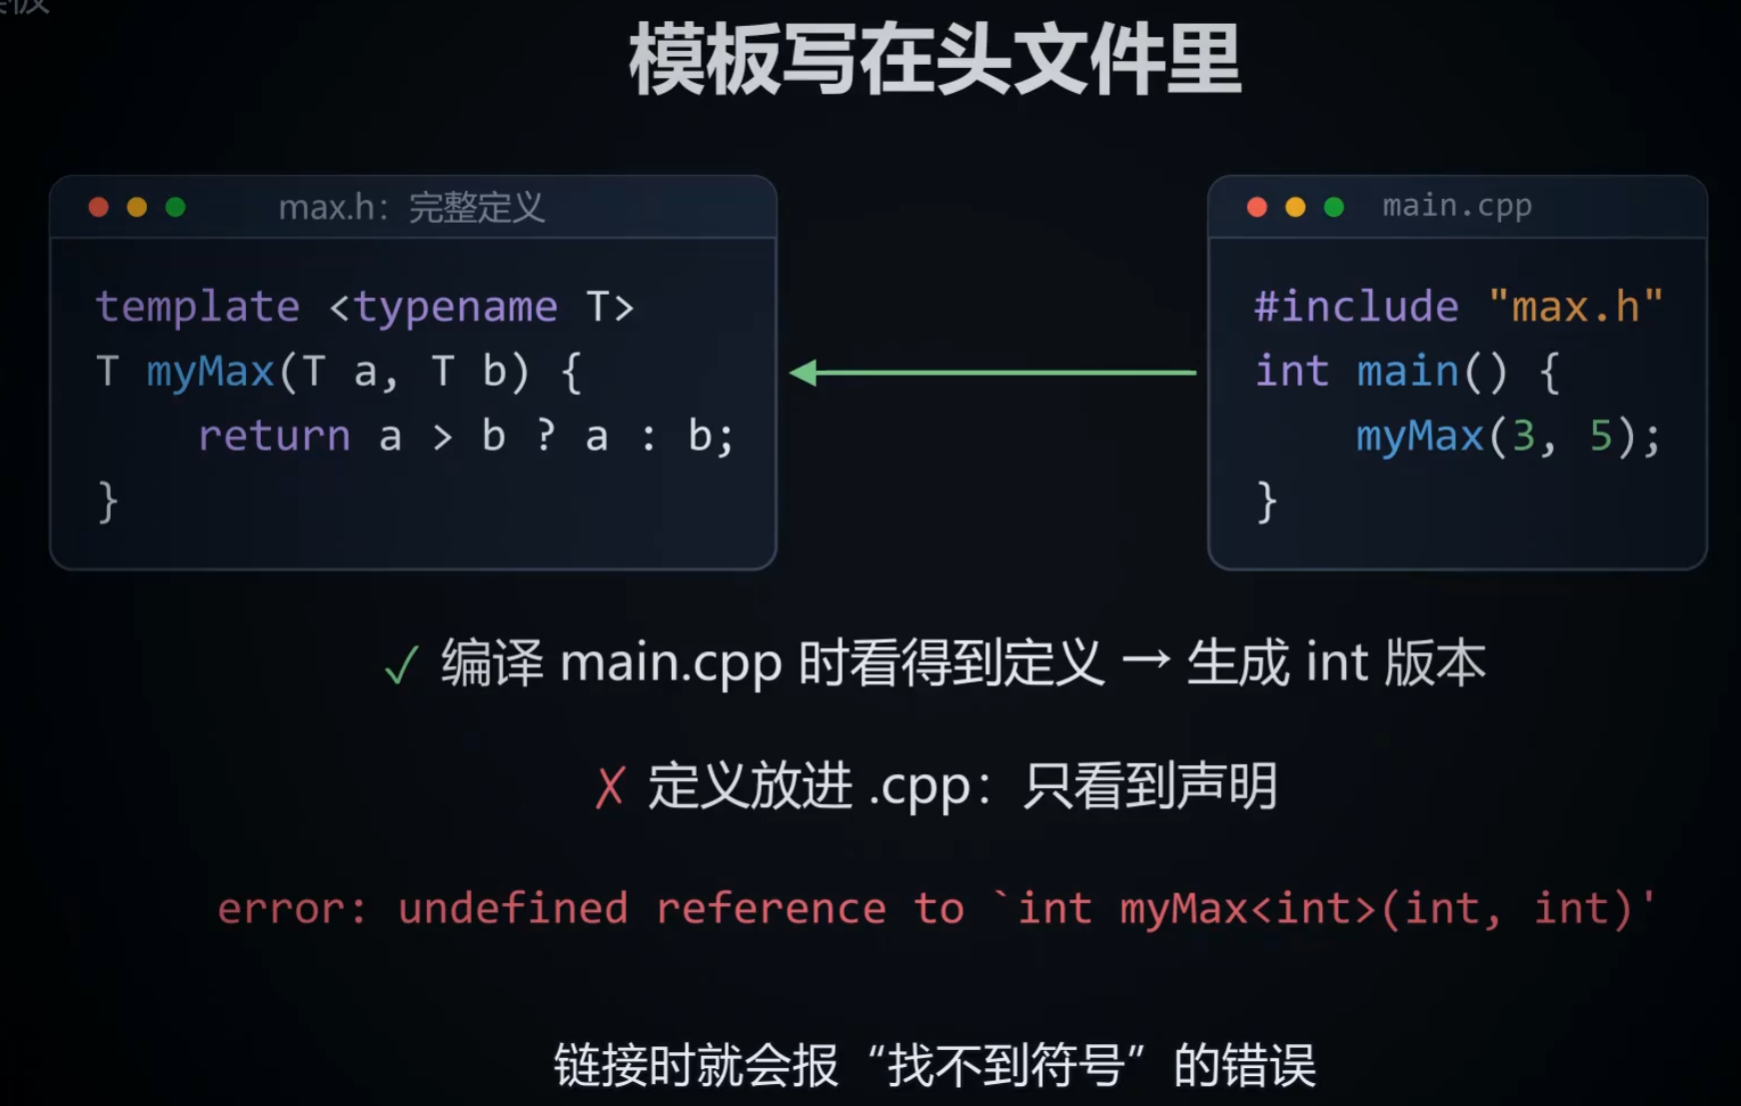 模板写在头文件里
max.h：完整定义
template <typename T>
T myMax(T a, T b) {
    return a > b ? a : b;
}
main.cpp
#include "max.h"
int main() {
    myMax(3, 5);
}
✓ 编译 main.cpp 时看得到定义 → 生成 int 版本
✗ 定义放进 .cpp：只看到声明
error: undefined reference to `int myMax<int>(int, int)'
链接时就会报“找不到符号”的错误